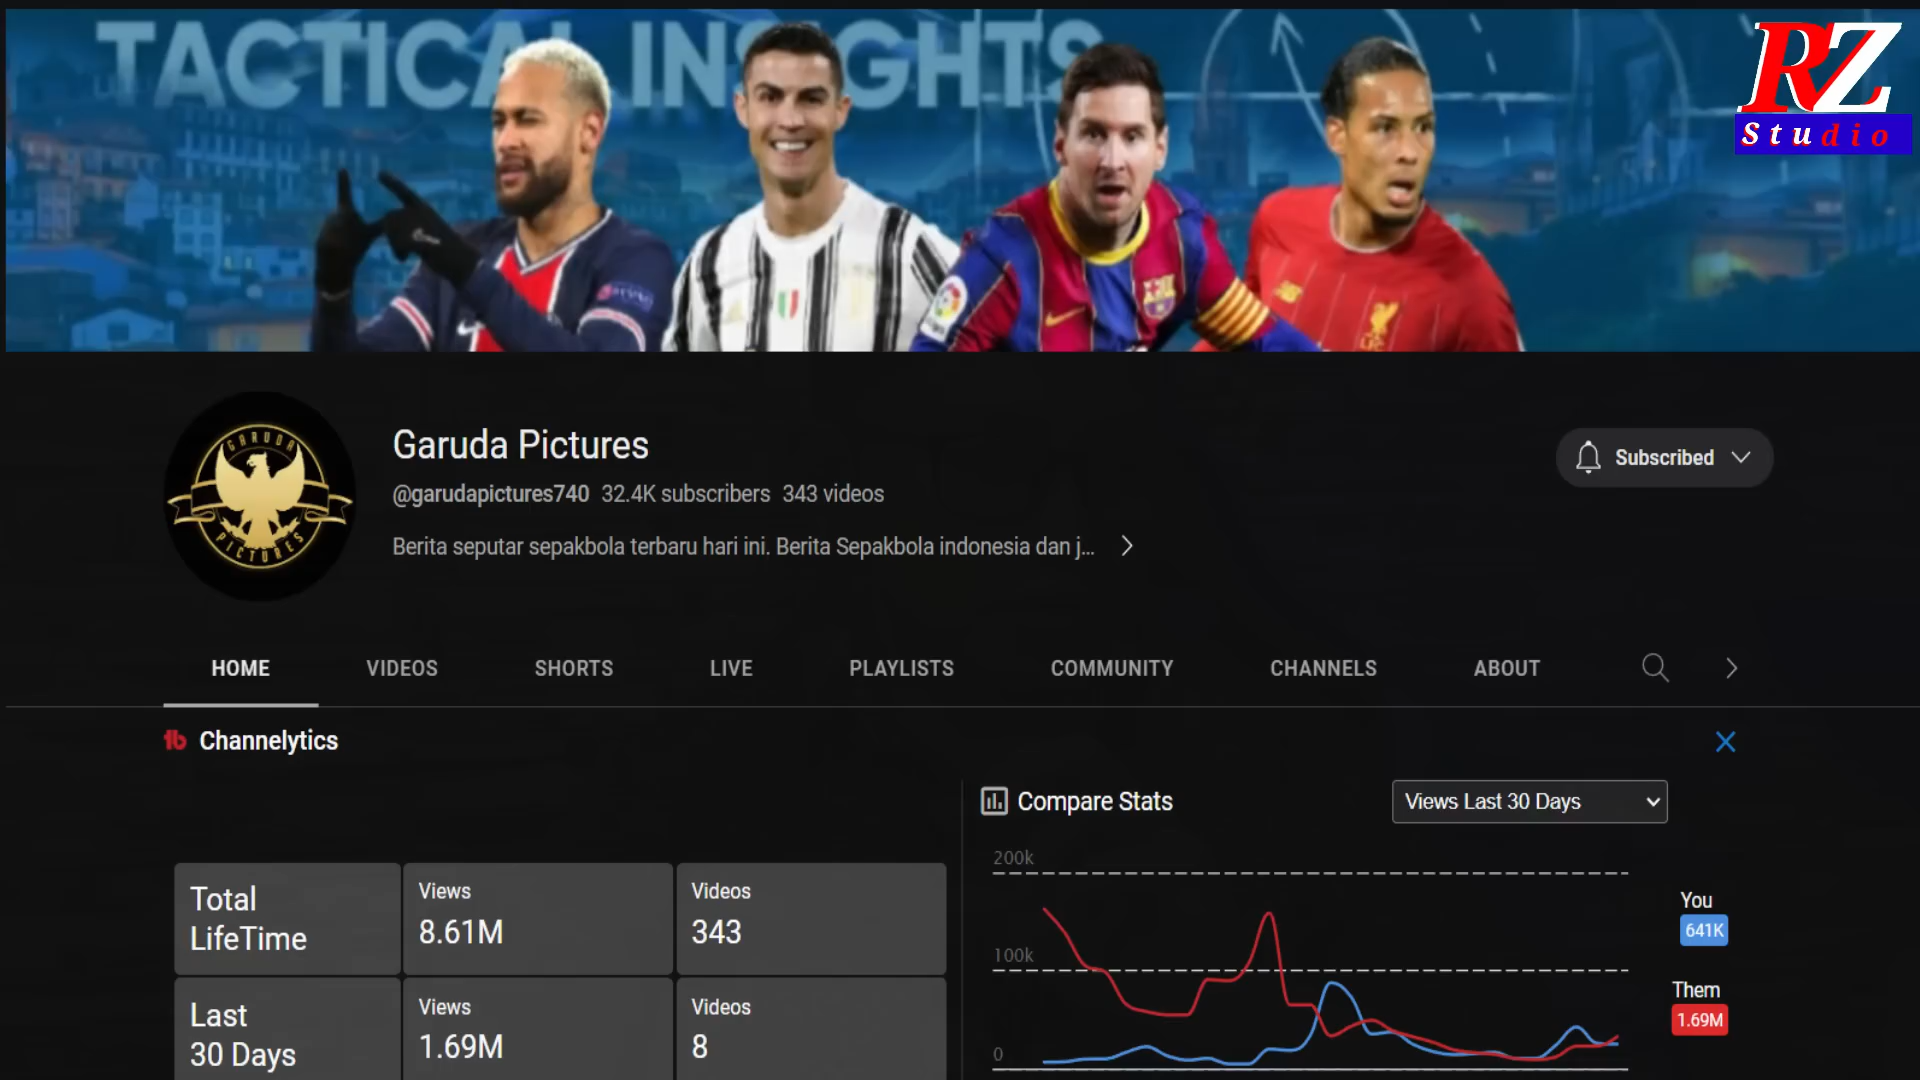 TACTICAL INSIGHTS
RZ
Studio
GARUDA
PICTURES
Garuda Pictures
@garudapictures740 32.4K subscribers 343 videos
Berita seputar sepakbola terbaru hari ini. Berita Sepakbola indonesia dan j...
Subscribed
HOME VIDEOS SHORTS LIVE PLAYLISTS COMMUNITY CHANNELS ABOUT
tb Channelytics
Compare Stats
Views Last 30 Days
Total
LifeTime
Views
8.61M
Videos
343
Last
30 Days
Views
1.69M
Videos
8
200k
100k
0
You
641K
Them
1.69M